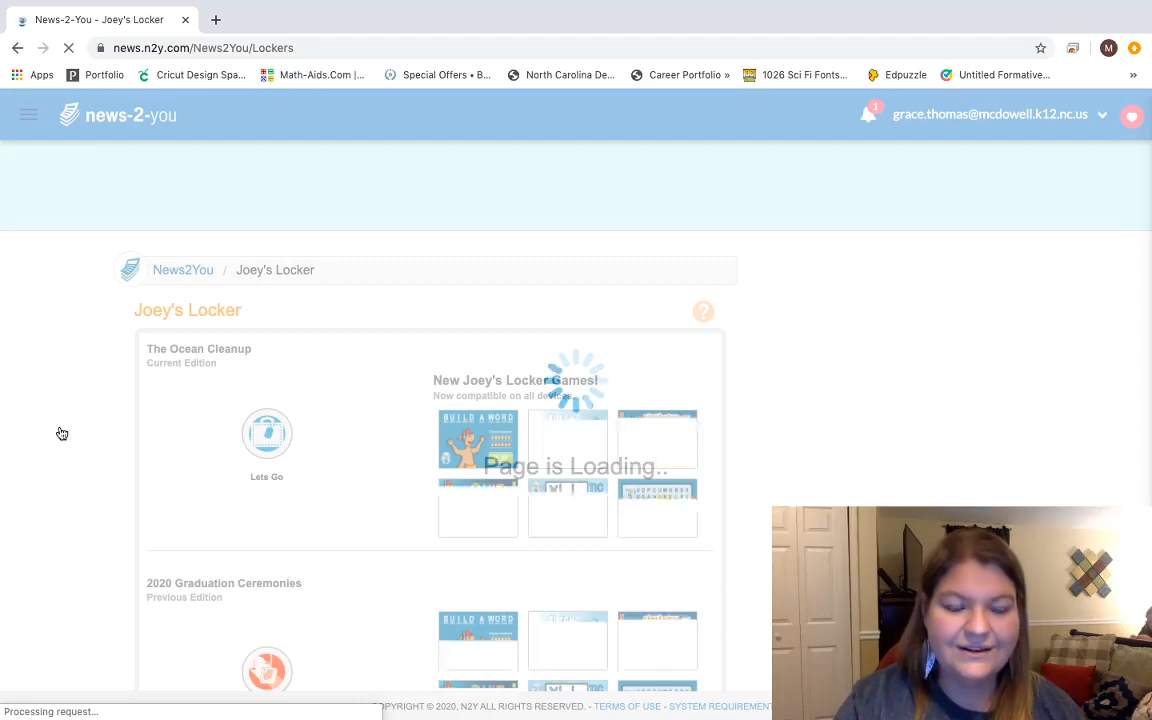 News-2-You - Joey's Locker
news.n2y.com/News2You/Lockers
M
Apps Portfolio Cricut Design Spa... Math-Aids.Com |... Special Offers • B... North Carolina De... Career Portfolio » 1026 Sci Fi Fonts... Edpuzzle Untitled Formative... »
news-2-you
1
grace.thomas@mcdowell.k12.nc.us
News2You / Joey's Locker
Joey's Locker
?
The Ocean Cleanup
Current Edition
New Joey's Locker Games!
Now compatible on all devices.
BUILD A WORD
Lets Go
Page is Loading..
2020 Graduation Ceremonies
Previous Edition
BUILD A WORD
Processing request...
COPYRIGHT © 2020, N2Y ALL RIGHTS RESERVED. - TERMS OF USE - SYSTEM REQUIREMENT